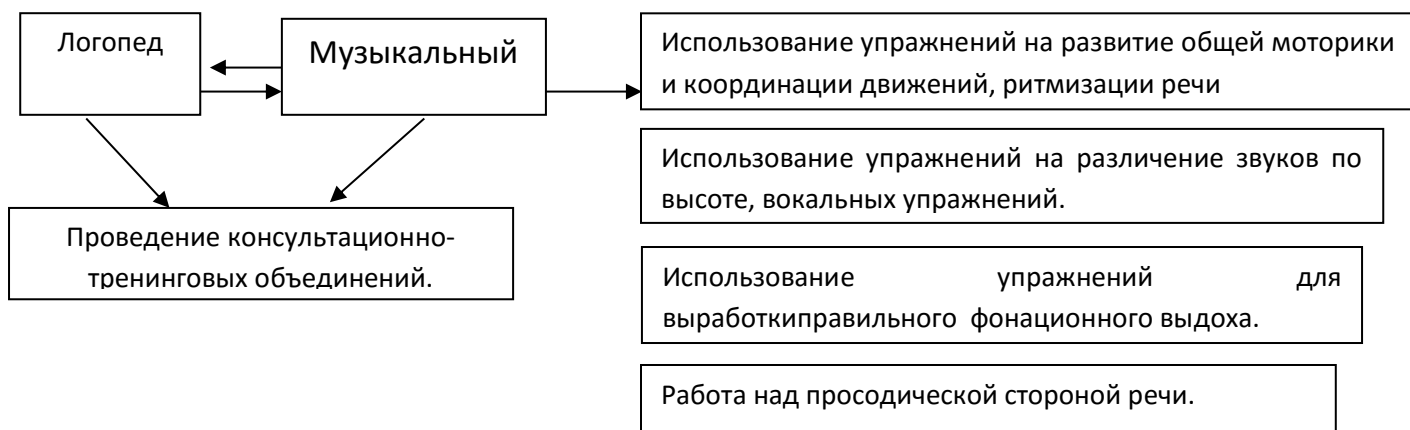 Логопед
Музыкальный
Использование упражнений на развитие общей моторики
и координации движений, ритмизации речи
Использование упражнений на различение звуков по
высоте, вокальных упражнений.
Проведение консультационно-
тренинговых объединений.
Использование упражнений для
выработкиправильного фонационного выдоха.
Работа над просодической стороной речи.